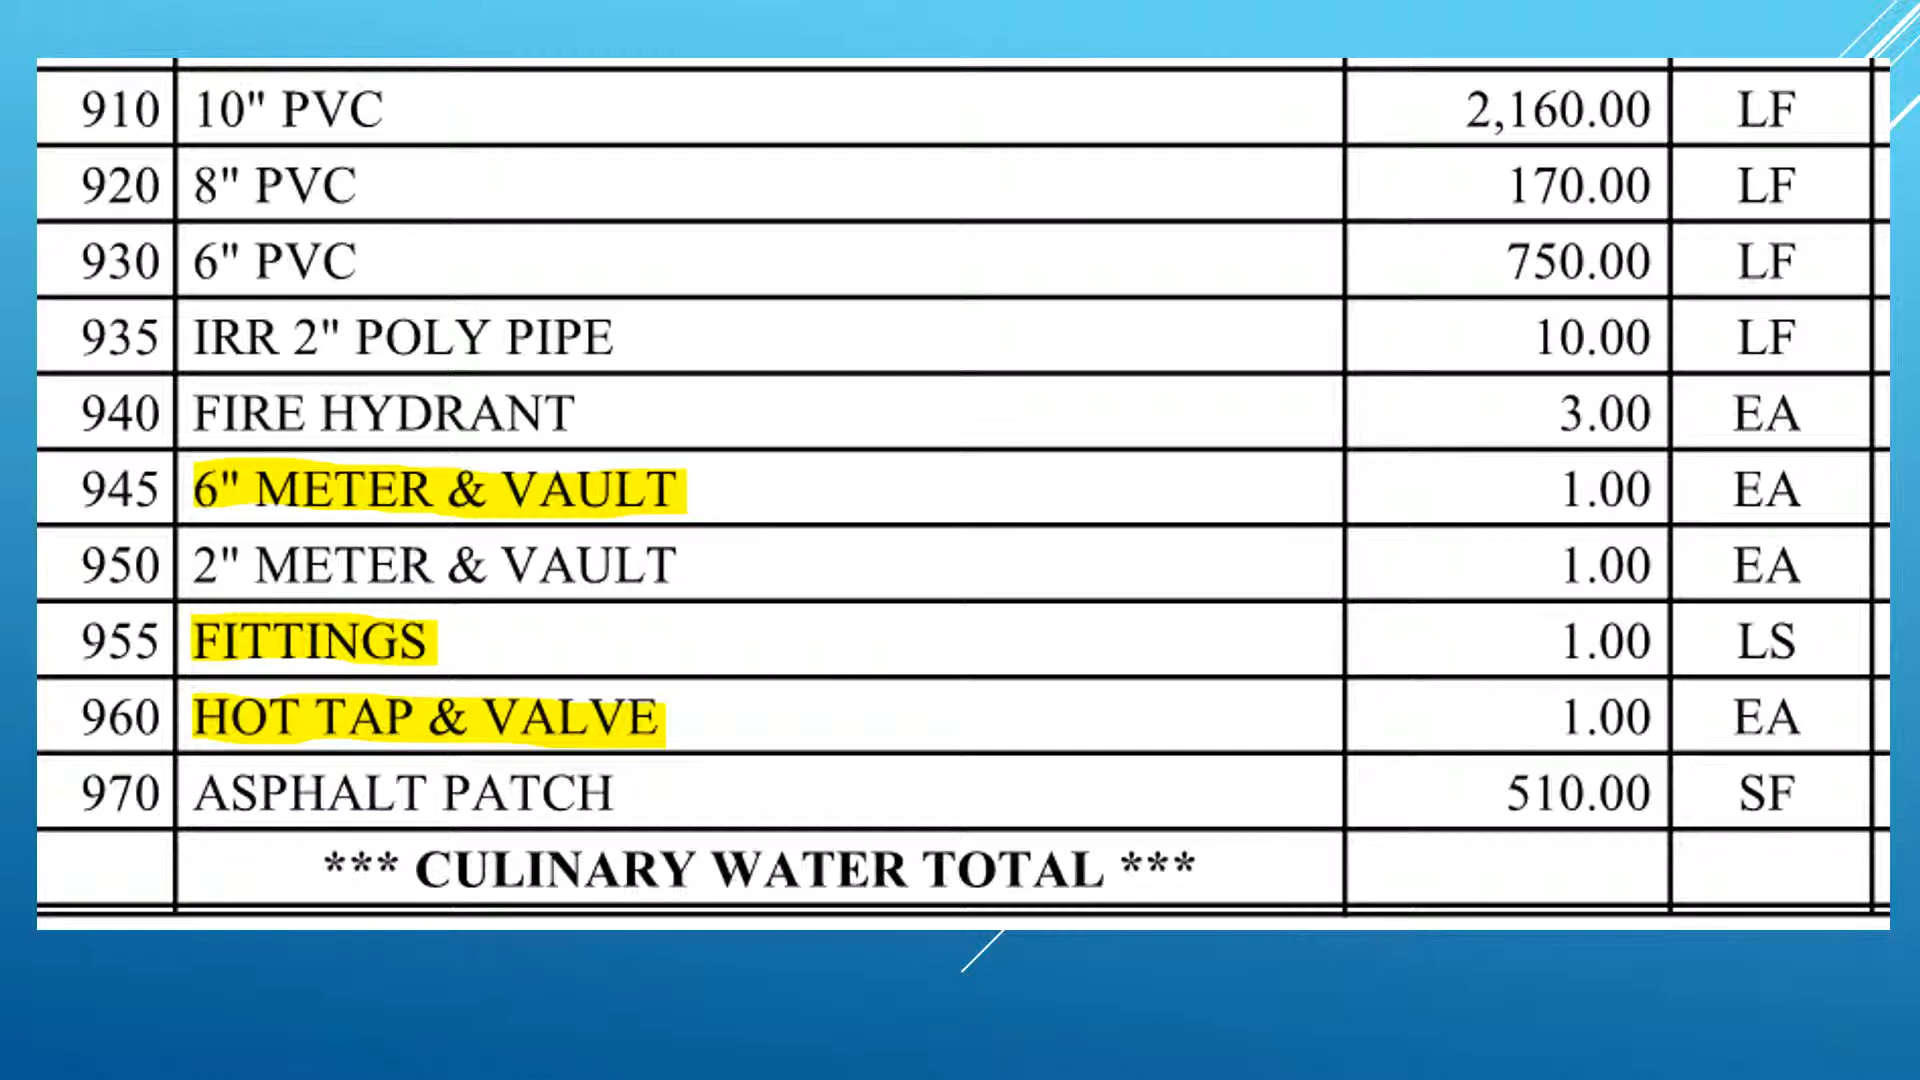 910 10" PVC 2,160.00 LF
920 8" PVC 170.00 LF
930 6" PVC 750.00 LF
935 IRR 2" POLY PIPE 10.00 LF
940 FIRE HYDRANT 3.00 EA
945 6" METER & VAULT 1.00 EA
950 2" METER & VAULT 1.00 EA
955 FITTINGS 1.00 LS
960 HOT TAP & VALVE 1.00 EA
970 ASPHALT PATCH 510.00 SF
*** CULINARY WATER TOTAL ***